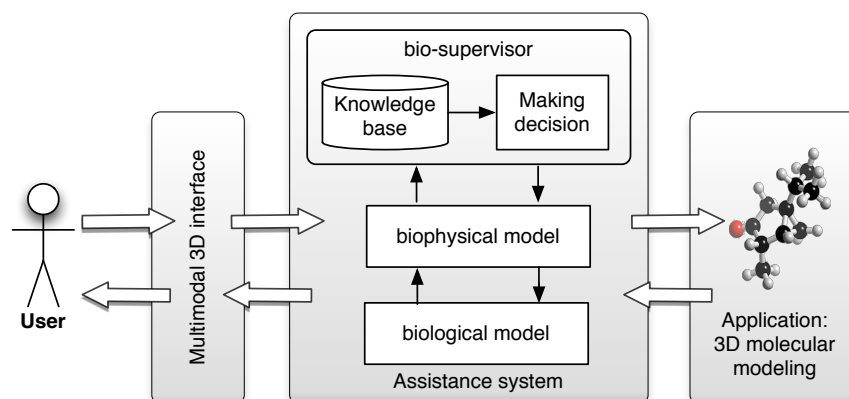 User
Multimodal 3D interface
bio-supervisor
Knowledge
base
Making
decision
biophysical model
biological model
Assistance system
Application:
3D molecular
modeling